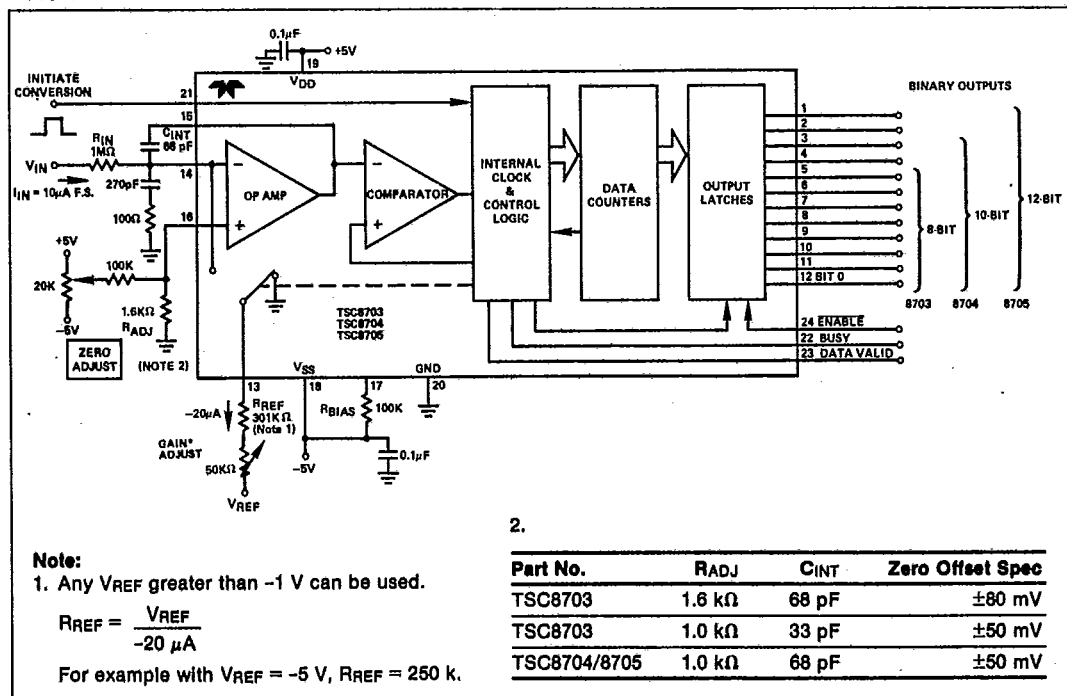 0.1µF
+5V
19
VDD
INITIATE
CONVERSION
21
15
CINT
68 pF
RIN
1MΩ
VIN
IIN = 10µA F.S.
14
270pF
100Ω
16
+5V
20K
-5V
100K
1.6KΩ
RADJ
ZERO
ADJUST
(NOTE 2)
−
OP AMP
+
−
COMPARATOR
+
INTERNAL
CLOCK
&
CONTROL
LOGIC
DATA
COUNTERS
OUTPUT
LATCHES
TSC8703
TSC8704
TSC8705
BINARY OUTPUTS
1
2
3
4
5
6
7
8
9
10
11
12 BIT 0
8-BIT
10-BIT
12-BIT
8703
8704
8705
24 ENABLE
22 BUSY
23 DATA VALID
13
VSS
18
17
GND
20
-20µA
RREF
301KΩ
(Note 1)
GAIN*
ADJUST
50KΩ
VREF
RBIAS
100K
-5V
0.1µF
Note:
1. Any VREF greater than -1 V can be used.
RREF = VREF
-20 µA
For example with VREF = -5 V, RREF = 250 k.
2.
Part No. RADJ CINT Zero Offset Spec
TSC8703 1.6 kΩ 68 pF ±80 mV
TSC8703 1.0 kΩ 33 pF ±50 mV
TSC8704/8705 1.0 kΩ 68 pF ±50 mV